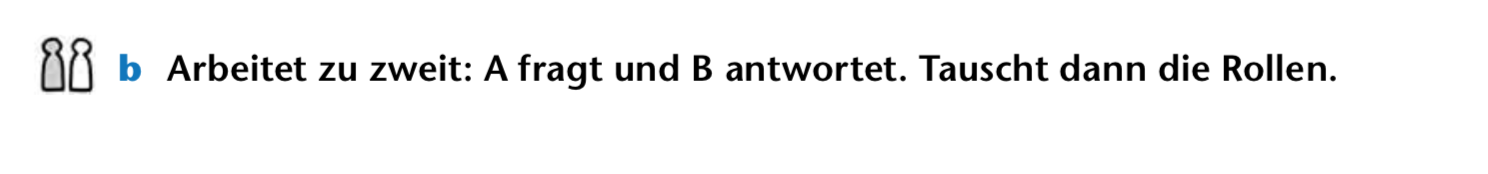 b Arbeitet zu zweit: A fragt und B antwortet. Tauscht dann die Rollen.